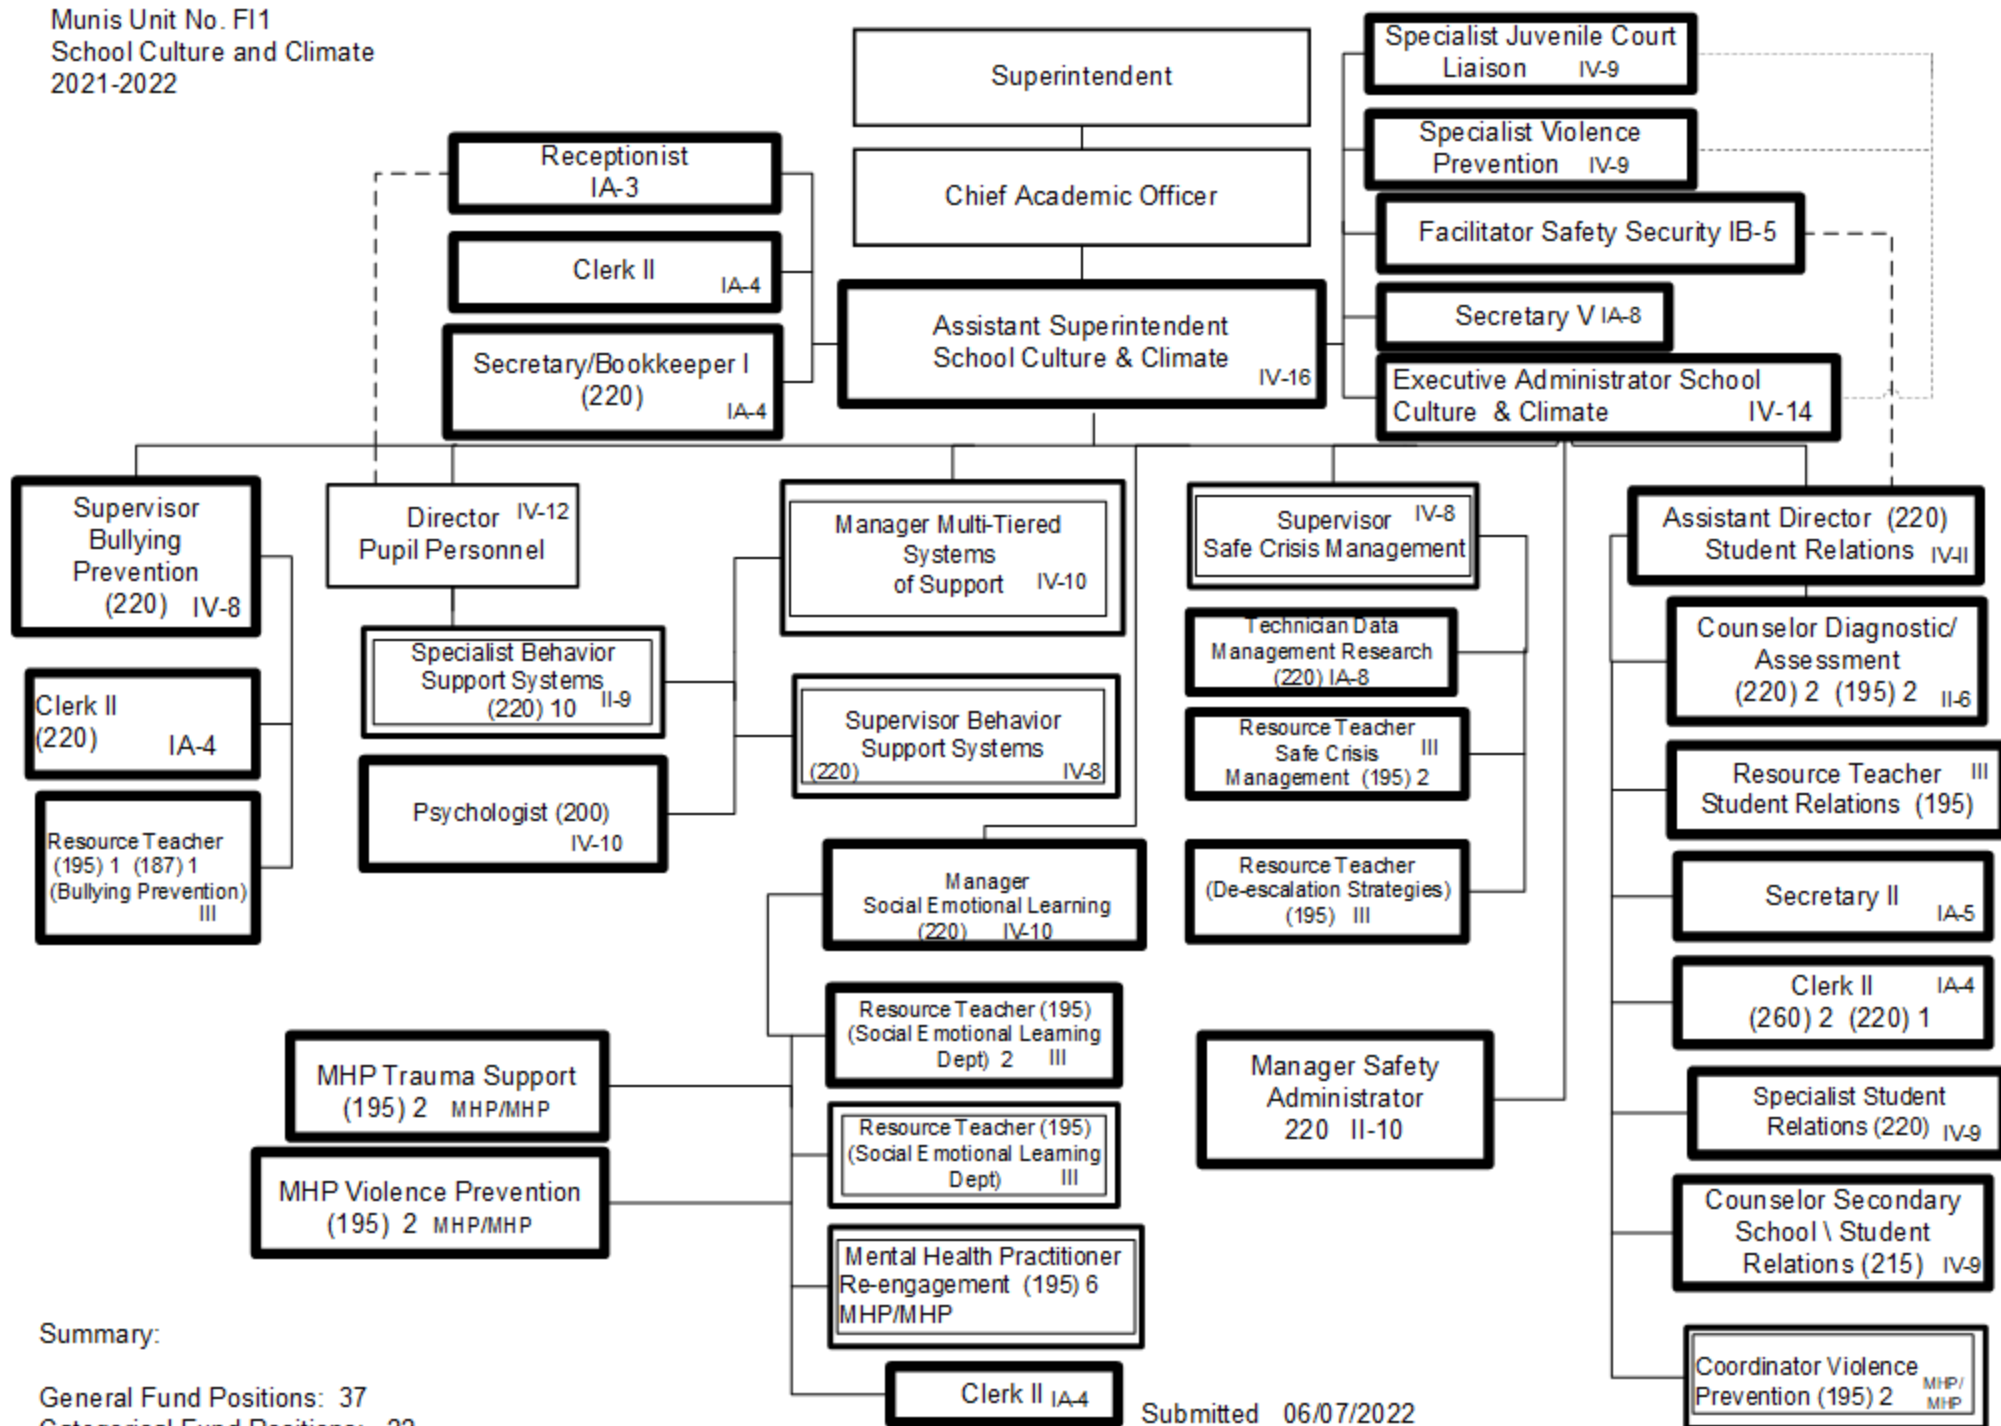 Munis Unit No. FI1
School Culture and Climate
2021-2022
Superintendent
Chief Academic Officer
Assistant Superintendent
School Culture & Climate
IV-16
Receptionist
IA-3
Clerk II
IA-4
Secretary/Bookkeeper I
(220)
IA-4
Specialist Juvenile Court
Liaison IV-9
Specialist Violence
Prevention IV-9
Facilitator Safety Security IB-5
Secretary V IA-8
Executive Administrator School
Culture & Climate IV-14
Supervisor
Bullying
Prevention
(220) IV-8
Clerk II
(220) IA-4
Resource Teacher
(195) 1 (187) 1
(Bullying Prevention)
III
Director IV-12
Pupil Personnel
Specialist Behavior
Support Systems
(220) 10 II-9
Psychologist (200)
IV-10
Manager Multi-Tiered
Systems
of Support IV-10
Supervisor Behavior
Support Systems
(220) IV-8
Manager
Social Emotional Learning
(220) IV-10
Resource Teacher (195)
(Social Emotional Learning
Dept) 2 III
Resource Teacher (195)
(Social Emotional Learning
Dept) III
Mental Health Practitioner
Re-engagement (195) 6
MHP/MHP
Clerk II IA-4
MHP Trauma Support
(195) 2 MHP/MHP
MHP Violence Prevention
(195) 2 MHP/MHP
Supervisor IV-8
Safe Crisis Management
Technician Data
Management Research
(220) IA-8
Resource Teacher
Safe Crisis III
Management (195) 2
Resource Teacher
(De-escalation Strategies)
(195) III
Manager Safety
Administrator
220 II-10
Assistant Director (220)
Student Relations IV-II
Counselor Diagnostic/
Assessment
(220) 2 (195) 2 II-6
Resource Teacher III
Student Relations (195)
Secretary II
IA-5
Clerk II IA-4
(260) 2 (220) 1
Specialist Student
Relations (220) IV-9
Counselor Secondary
School \ Student
Relations (215) IV-9
Coordinator Violence
Prevention (195) 2 MHP/
MHP
Summary:
General Fund Positions: 37
Categorical Fund Positions: 22
Submitted 06/07/2022